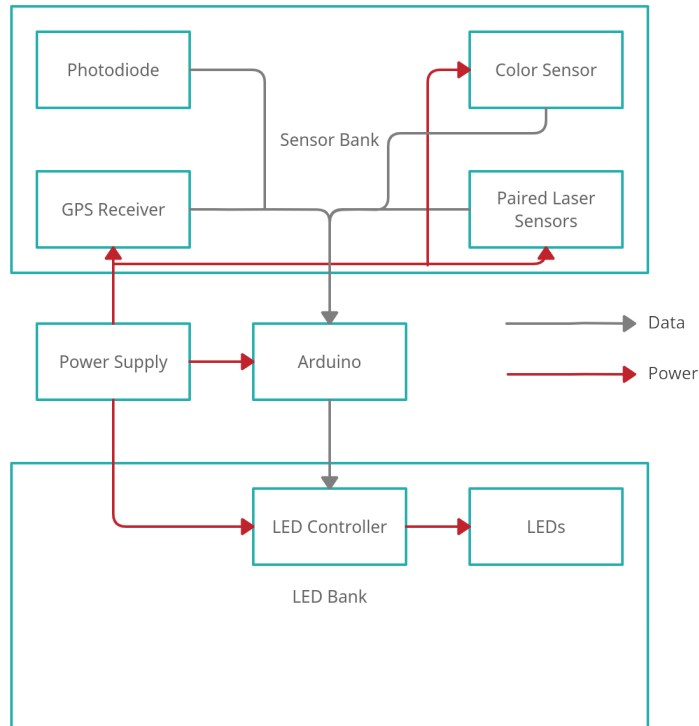 Photodiode
Color Sensor
Sensor Bank
GPS Receiver
Paired Laser
Sensors
Power Supply
Arduino
Data
Power
LED Controller
LEDs
LED Bank